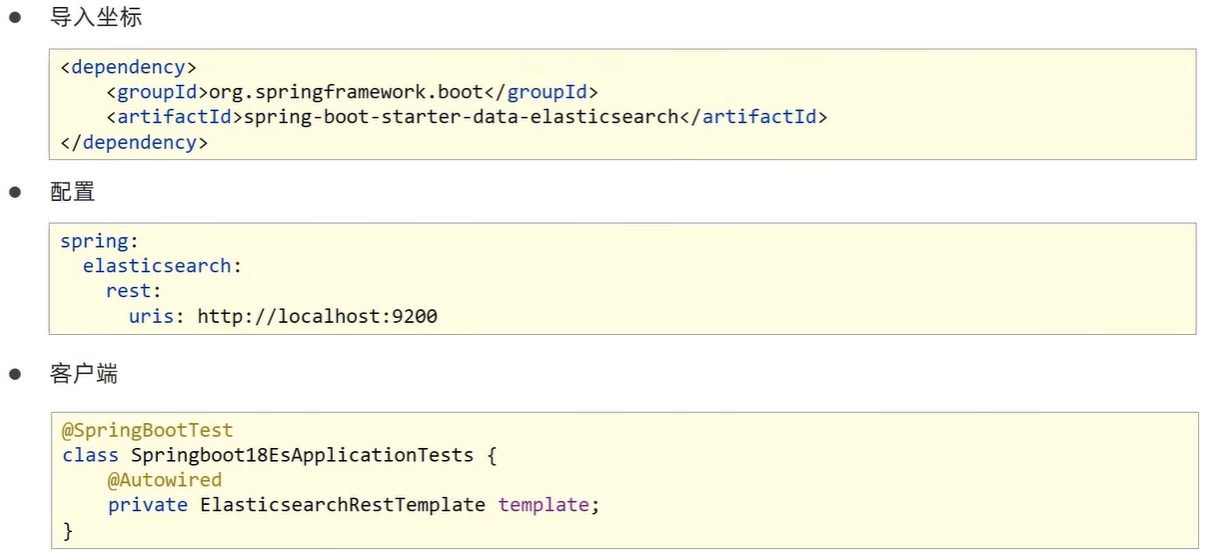 ● 导入坐标
<dependency>
    <groupId>org.springframework.boot</groupId>
    <artifactId>spring-boot-starter-data-elasticsearch</artifactId>
</dependency>
● 配置
spring:
  elasticsearch:
    rest:
      uris: http://localhost:9200
● 客户端
@SpringBootTest
class Springboot18EsApplicationTests {
    @Autowired
    private ElasticsearchRestTemplate template;
}